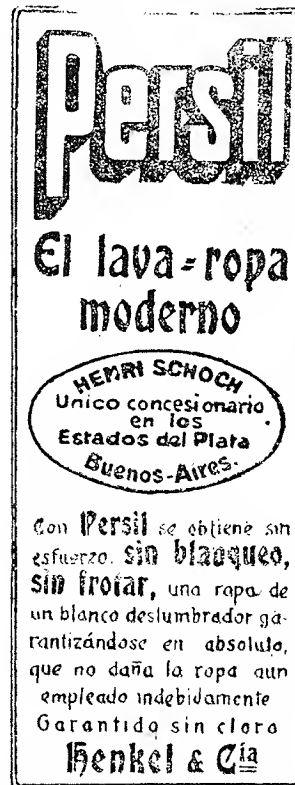 Persil
El lava=ropa
moderno
HENRI SCHOCH
Unico concesionario
en los
Estados del Plata
Buenos-Aires.
Con Persil se obtiene sin
esfuerzo, sin blanqueo,
sin frotar, una ropa de
un blanco deslumbrador ga-
rantizándose en absoluto,
que no daña la ropa aun
empleado indebidamente
Garantido sin cloro
Henkel & Cía